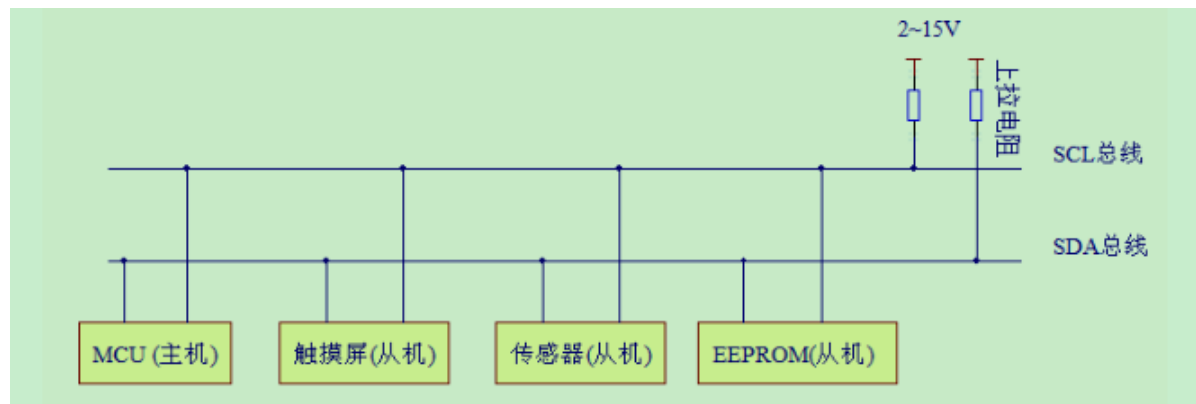 2~15V
上拉电阻
SCL总线
SDA总线
MCU (主机)
触摸屏(从机)
传感器(从机)
EEPROM(从机)